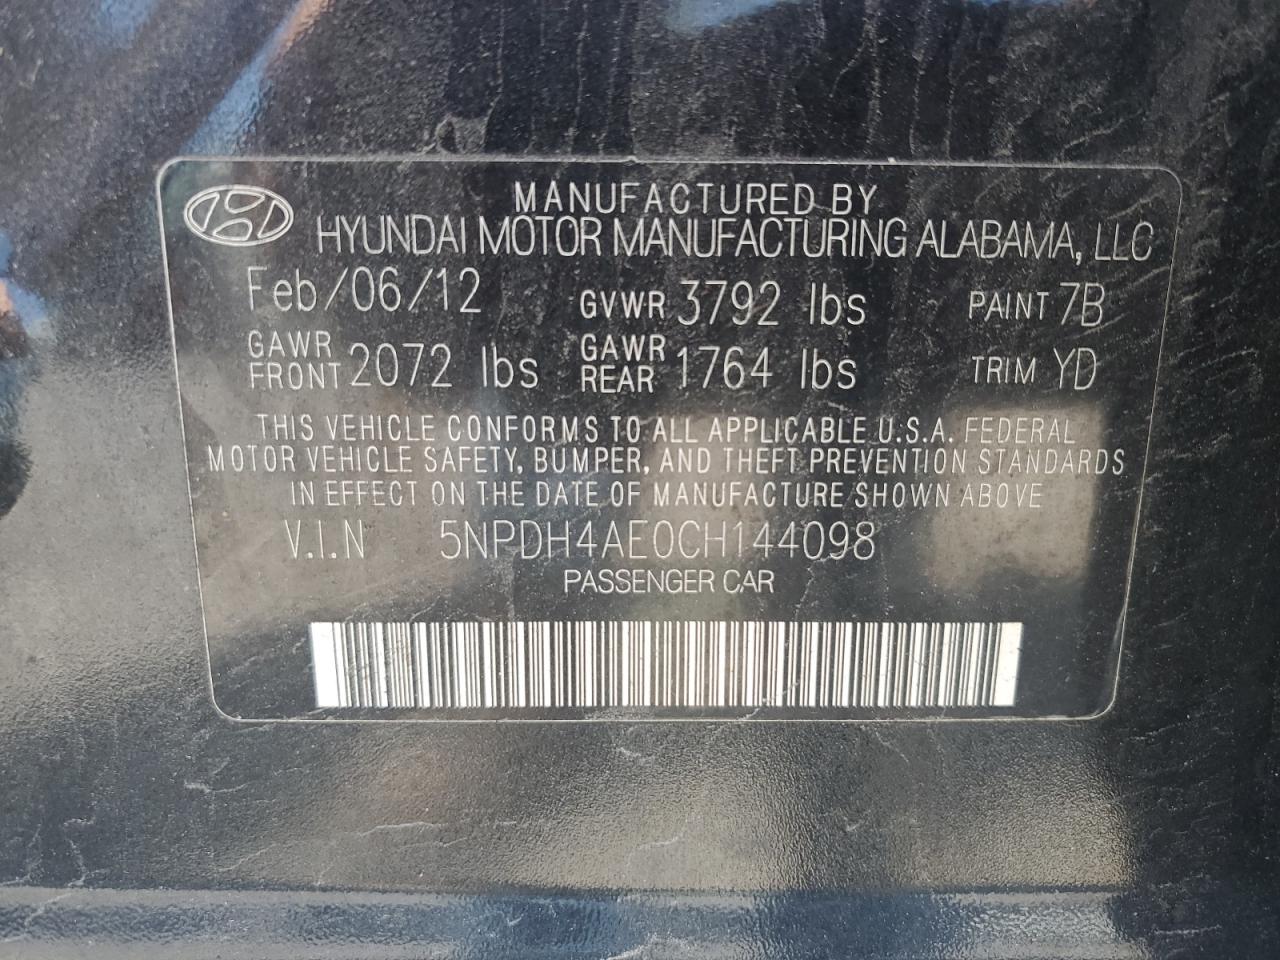 MANUFACTURED BY
HYUNDAI MOTOR MANUFACTURING ALABAMA, LLC
Feb/06/12 GVWR 3792 lbs PAINT 7B
GAWR FRONT 2072 lbs GAWR REAR 1764 lbs TRIM YD
THIS VEHICLE CONFORMS TO ALL APPLICABLE U.S.A. FEDERAL
MOTOR VEHICLE SAFETY, BUMPER, AND THEFT PREVENTION STANDARDS
IN EFFECT ON THE DATE OF MANUFACTURE SHOWN ABOVE
V.I.N 5NPDH4AE0CH144098
PASSENGER CAR